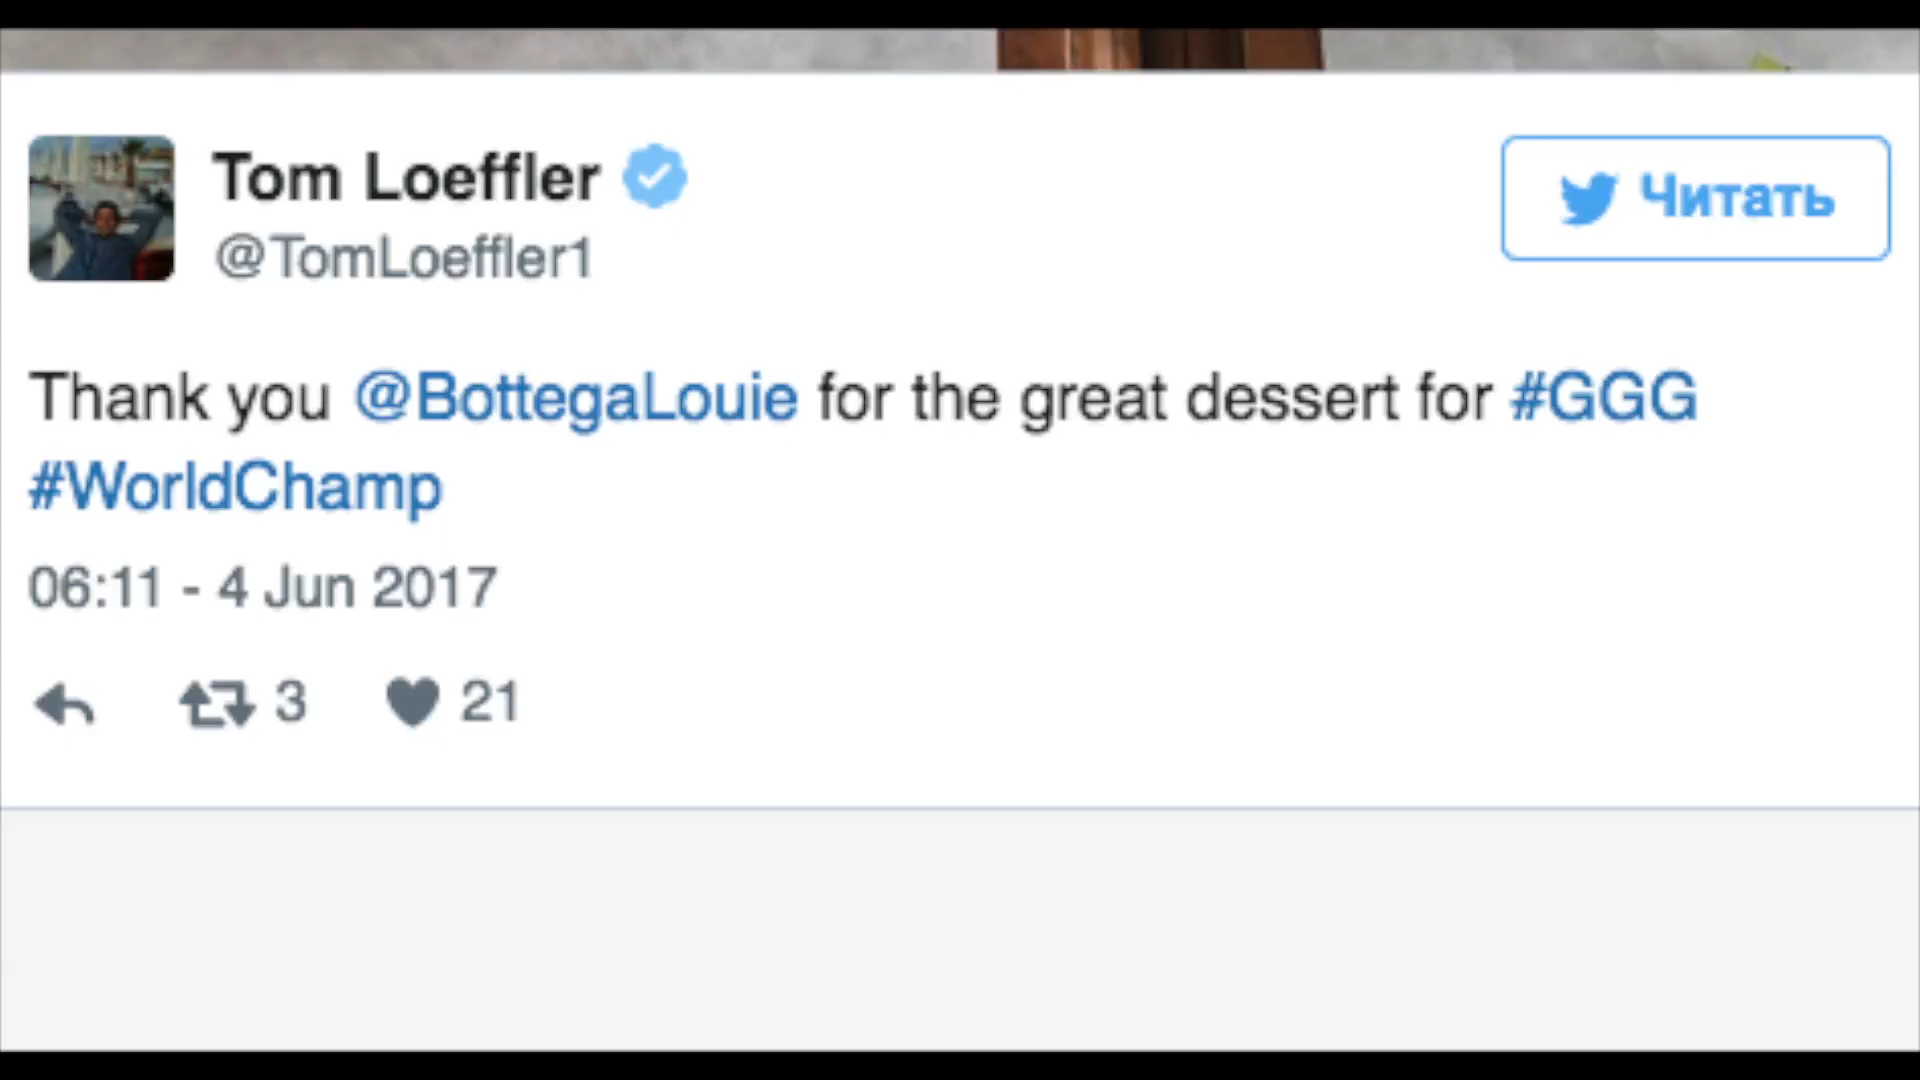 Tom Loeffler
@TomLoeffler1
Читать
Thank you @BottegaLouie for the great dessert for #GGG
#WorldChamp
06:11 - 4 Jun 2017
3 21